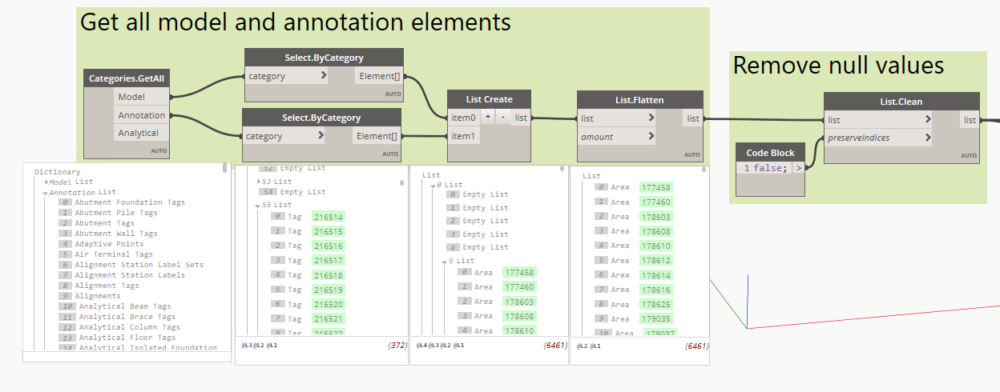 Get all model and annotation elements
Remove null values
Categories.GetAll
Model
Annotation
Analytical
AUTO
Select.ByCategory
category > Element[]
AUTO
Select.ByCategory
category > Element[]
AUTO
List Create
item0 + - list
item1
List.Flatten
list > list
amount >
AUTO
Code Block
1 false; >
List.Clean
list > list
preserveIndices >
AUTO
Dictionary
Model List
Annotation List
0 Abutment Foundation Tags
1 Abutment Pile Tags
2 Abutment Tags
3 Abutment Wall Tags
4 Adaptive Points
5 Air Terminal Tags
6 Alignment Station Label Sets
7 Alignment Station Labels
8 Alignment Tags
9 Alignments
10 Analytical Beam Tags
11 Analytical Brace Tags
12 Analytical Column Tags
13 Analytical Floor Tags
14 Analytical Isolated Foundation
52 Empty List
53 List
54 Empty List
55 List
0 Tag 216514
1 Tag 216515
2 Tag 216516
3 Tag 216517
4 Tag 216518
5 Tag 216519
6 Tag 216520
7 Tag 216521
8 Tag 216522
@L3 @L2 @L1 {372}
List
0 List
0 Empty List
1 Empty List
2 Empty List
3 Empty List
4 Empty List
5 List
0 Area 177458
1 Area 177460
2 Area 178603
3 Area 178608
4 Area 178610
@L4 @L3 @L2 @L1 {6461}
List
0 Area 177458
1 Area 177460
2 Area 178603
3 Area 178608
4 Area 178610
5 Area 178612
6 Area 178614
7 Area 178616
8 Area 178625
9 Area 179035
10 Area 179037
@L2 @L1 {6461}